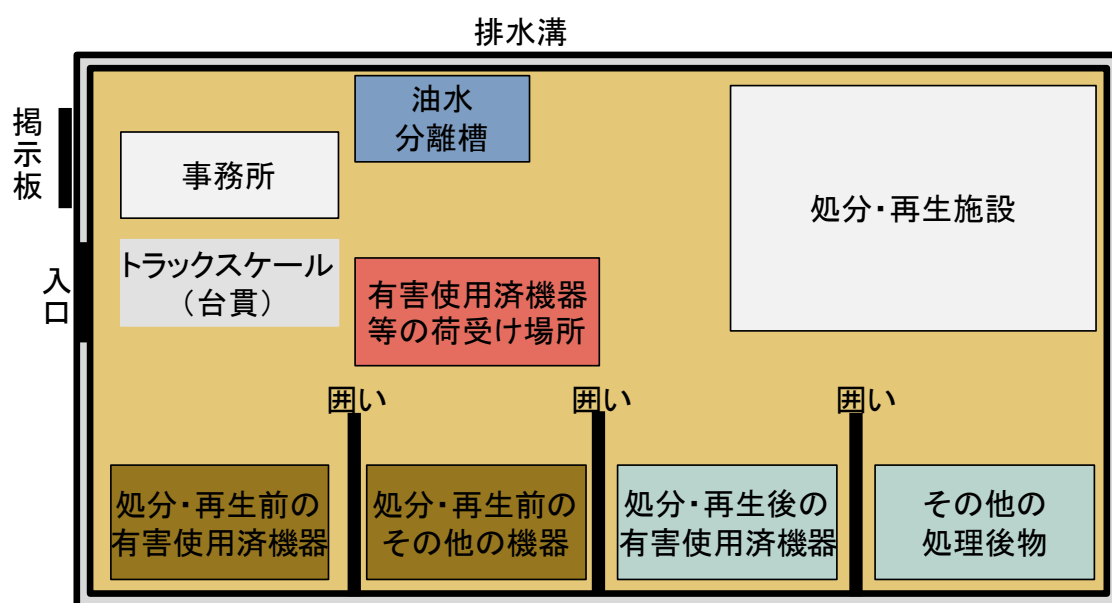 排水溝
掲示板
油水
分離槽
事務所
処分・再生施設
入口
トラックスケール
（台貫）
有害使用済機器
等の荷受け場所
囲い
囲い
囲い
処分・再生前の
有害使用済機器
処分・再生前の
その他の機器
処分・再生後の
有害使用済機器
その他の
処理後物